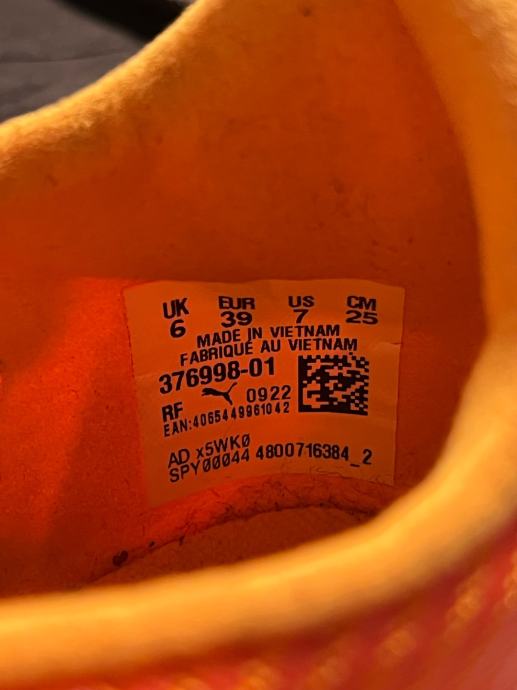 UK EUR US CM
6 39 7 25
MADE IN VIETNAM
FABRIQUÉ AU VIETNAM
376998-01
RF 0922
EAN:4065449961042
AD x5WKØ
SPY00044 4800716384_2